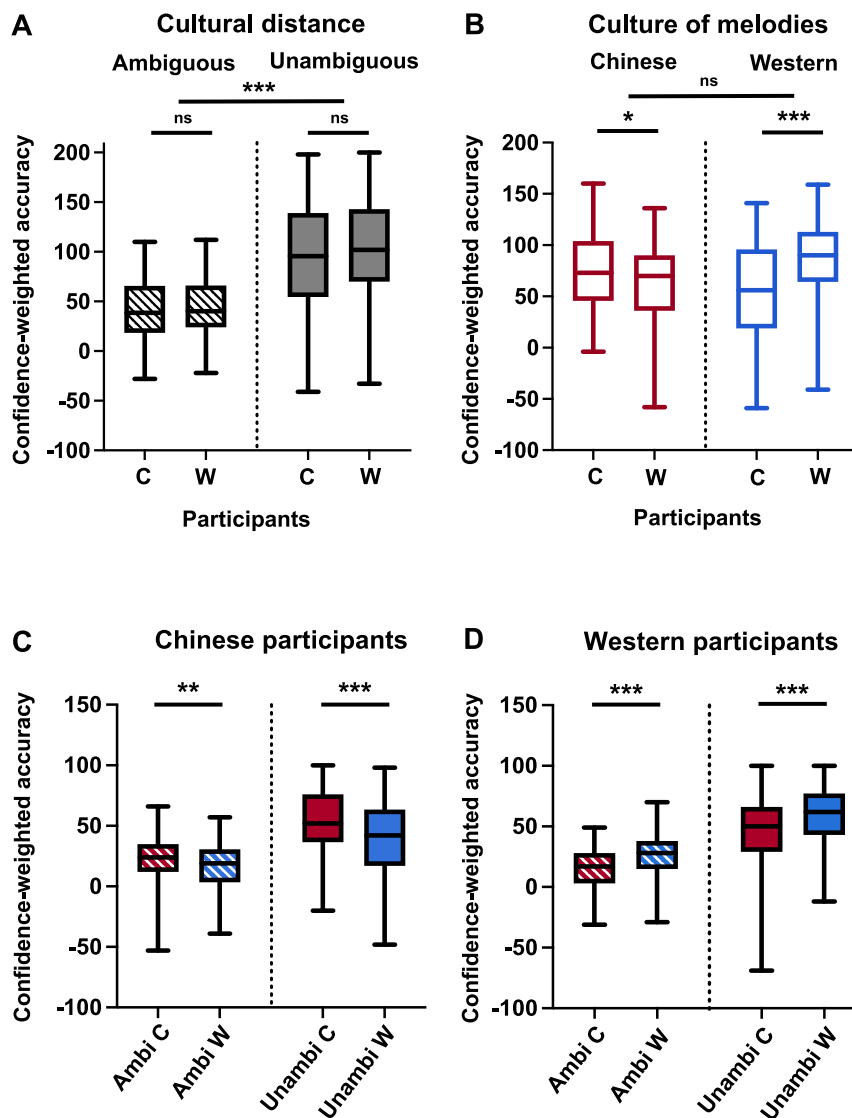 A
Cultural distance
Ambiguous
Unambiguous
***
ns
ns
Confidence-weighted accuracy
200
150
100
50
0
-50
-100
C
W
C
W
Participants
B
Culture of melodies
Chinese
Western
ns
*
***
Confidence-weighted accuracy
200
150
100
50
0
-50
-100
C
W
C
W
Participants
C
Chinese participants
**
***
Confidence-weighted accuracy
150
100
50
0
-50
-100
Ambi C
Ambi W
Unambi C
Unambi W
D
Western participants
***
***
Confidence-weighted accuracy
150
100
50
0
-50
-100
Ambi C
Ambi W
Unambi C
Unambi W